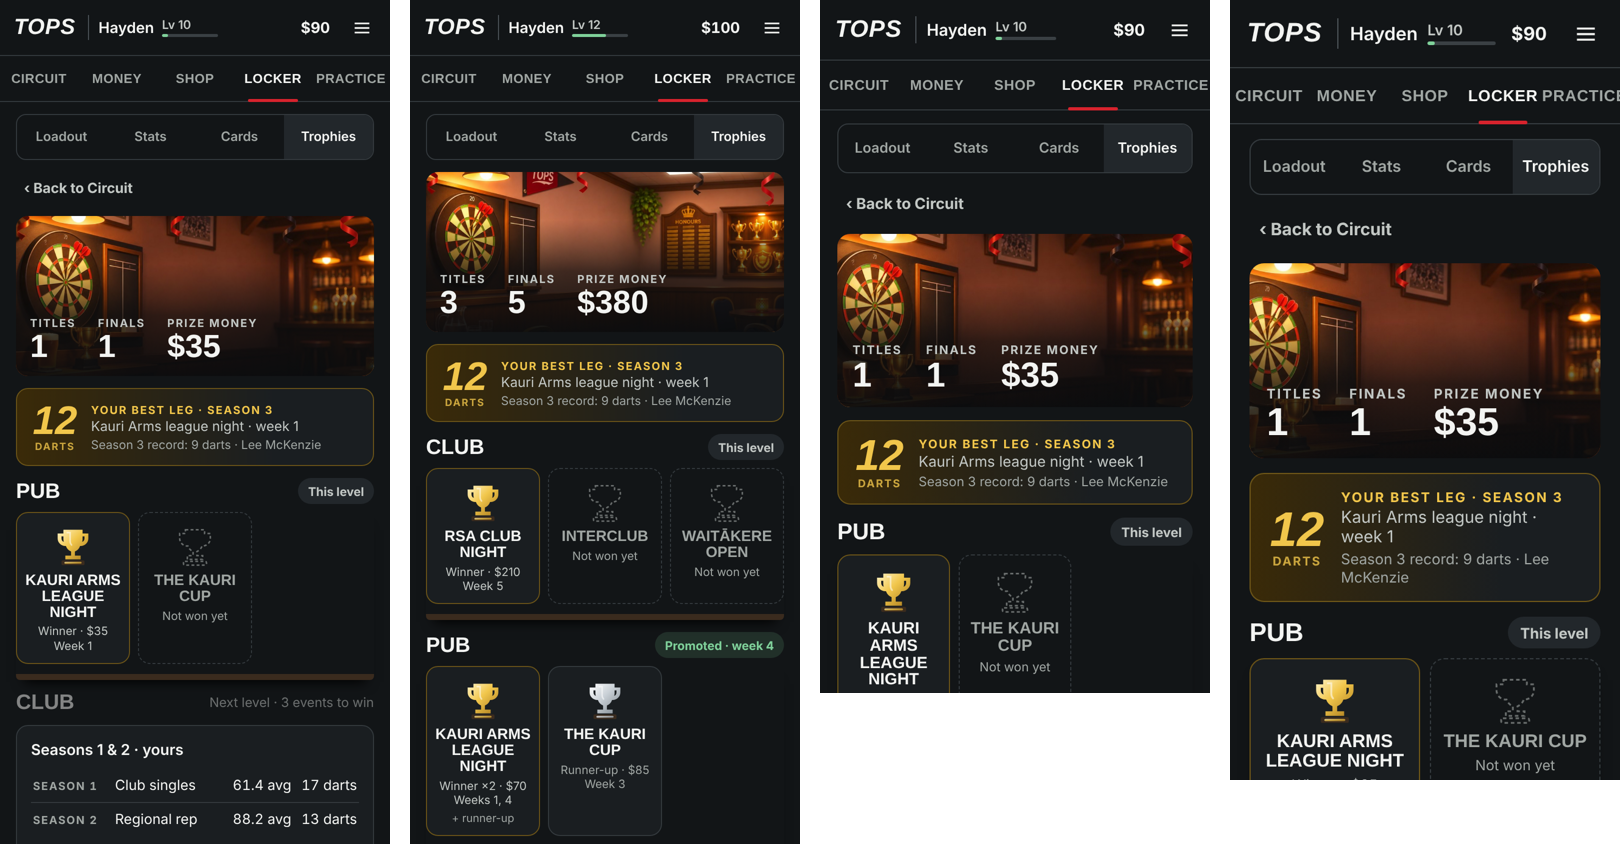 TOPS Hayden Lv 10 $90
CIRCUIT MONEY SHOP LOCKER PRACTICE
Loadout Stats Cards Trophies
‹ Back to Circuit
TITLES FINALS PRIZE MONEY
1 1 $35
12 DARTS
YOUR BEST LEG · SEASON 3
Kauri Arms league night · week 1
Season 3 record: 9 darts · Lee McKenzie
PUB This level
KAURI ARMS
LEAGUE
NIGHT
Winner · $35
Week 1
THE KAURI
CUP
Not won yet
CLUB Next level · 3 events to win
Seasons 1 & 2 · yours
SEASON 1 Club singles 61.4 avg 17 darts
SEASON 2 Regional rep 88.2 avg 13 darts
TOPS Hayden Lv 12 $100
CIRCUIT MONEY SHOP LOCKER PRACTICE
Loadout Stats Cards Trophies
TOPS
HONOURS
TITLES FINALS PRIZE MONEY
3 5 $380
12 DARTS
YOUR BEST LEG · SEASON 3
Kauri Arms league night · week 1
Season 3 record: 9 darts · Lee McKenzie
CLUB This level
RSA CLUB
NIGHT
Winner · $210
Week 5
INTERCLUB
Not won yet
WAITĀKERE
OPEN
Not won yet
PUB Promoted · week 4
KAURI ARMS
LEAGUE
NIGHT
Winner ×2 · $70
Weeks 1, 4
+ runner-up
THE KAURI
CUP
Runner-up · $85
Week 3
TOPS Hayden Lv 10 $90
CIRCUIT MONEY SHOP LOCKER PRACTICE
Loadout Stats Cards Trophies
‹ Back to Circuit
TITLES FINALS PRIZE MONEY
1 1 $35
12 DARTS
YOUR BEST LEG · SEASON 3
Kauri Arms league night · week 1
Season 3 record: 9 darts · Lee McKenzie
PUB This level
KAURI
ARMS
LEAGUE
NIGHT
THE KAURI
CUP
Not won yet
TOPS Hayden Lv 10 $90
CIRCUIT MONEY SHOP LOCKER PRACTICE
Loadout Stats Cards Trophies
‹ Back to Circuit
TITLES FINALS PRIZE MONEY
1 1 $35
12 DARTS
YOUR BEST LEG · SEASON 3
Kauri Arms league night ·
week 1
Season 3 record: 9 darts · Lee
McKenzie
PUB This level
KAURI ARMS
LEAGUE NIGHT
THE KAURI CUP
Not won yet